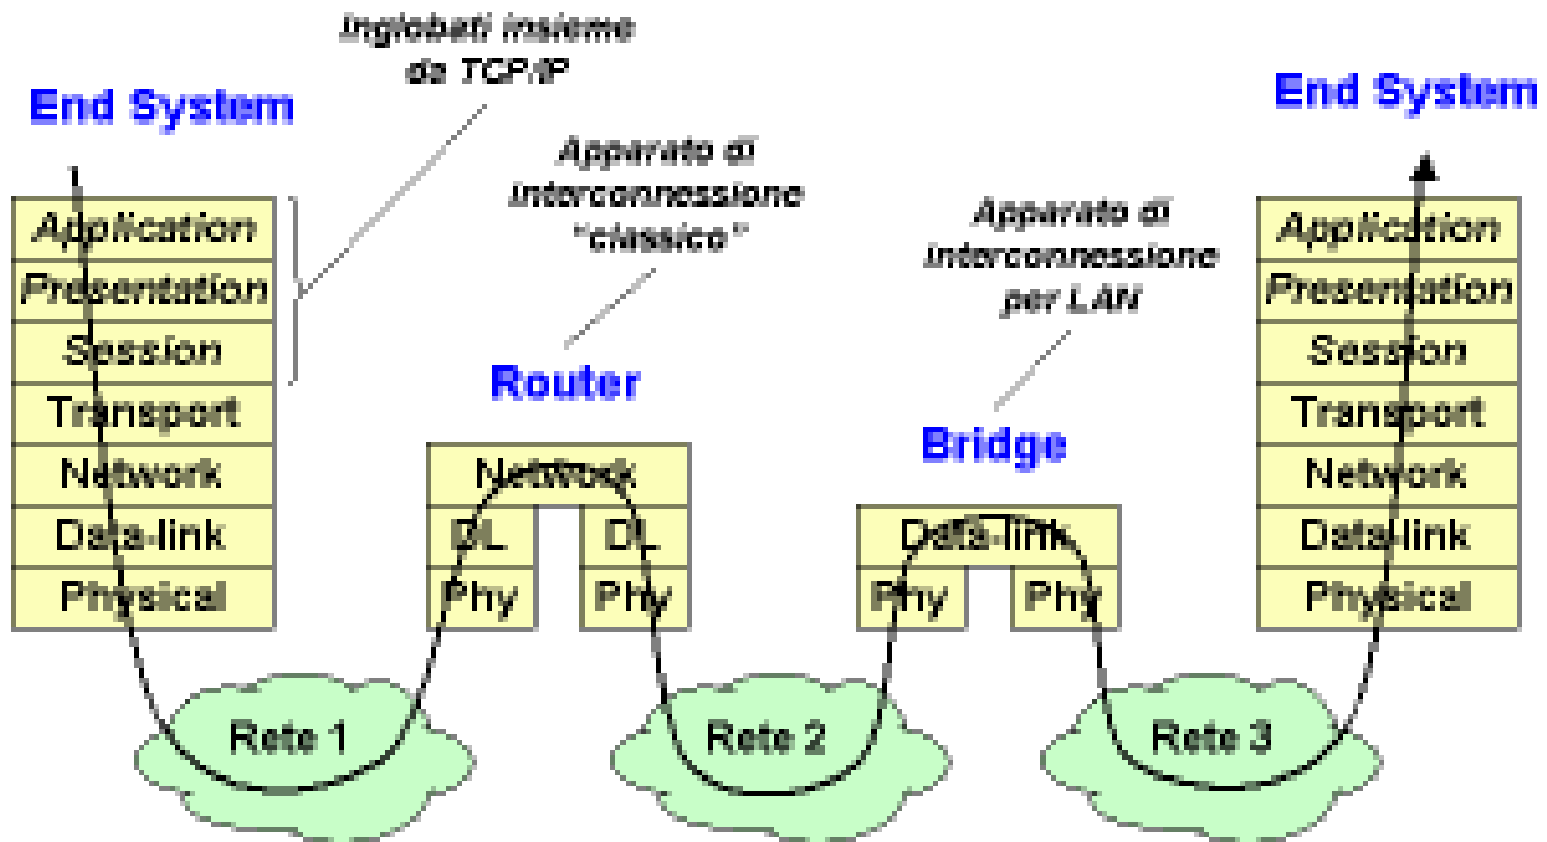 Inglobati insieme
da TCP/IP
End System
End System
Apparato di
interconnessione
"classico"
Apparato di
interconnessione
per LAN
Application
Presentation
Session
Transport
Network
Data-link
Physical
Router
Network
DL
DL
Phy
Phy
Bridge
Data-link
Phy
Phy
Application
Presentation
Session
Transport
Network
Data-link
Physical
Rete 1
Rete 2
Rete 3